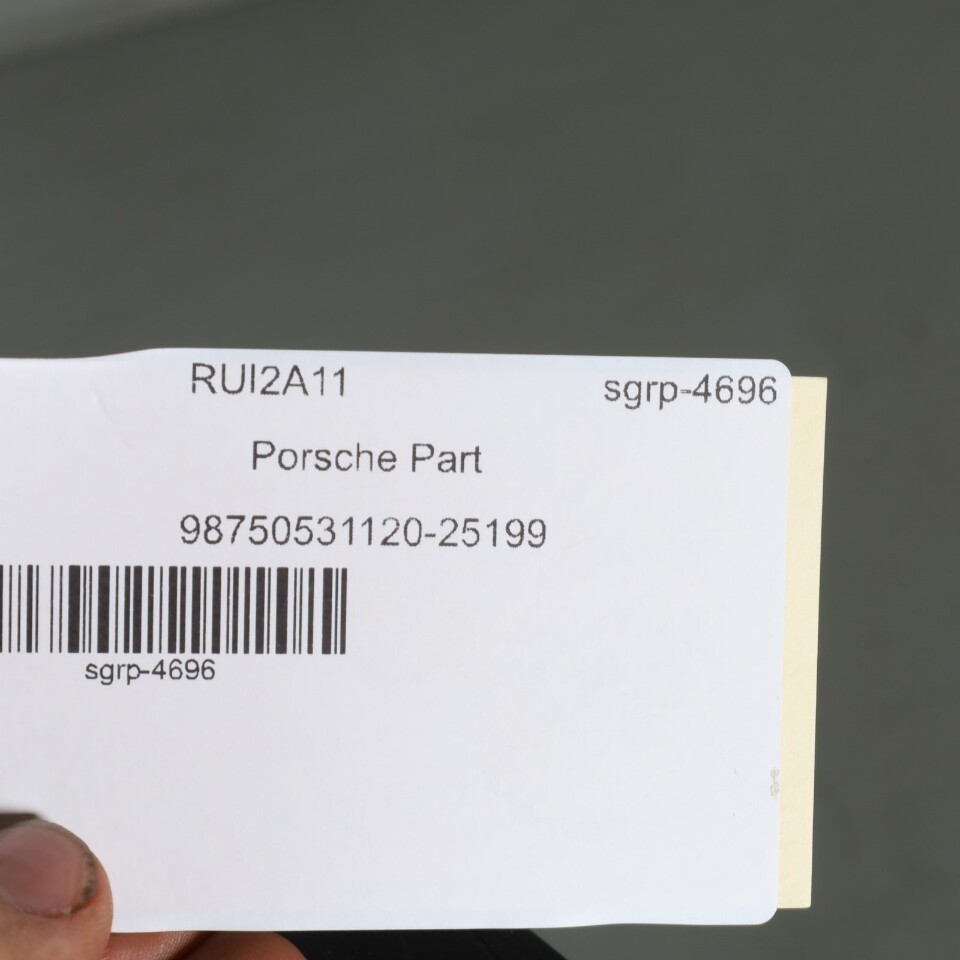 RUI2A11 sgrp-4696
Porsche Part
98750531120-25199
sgrp-4696